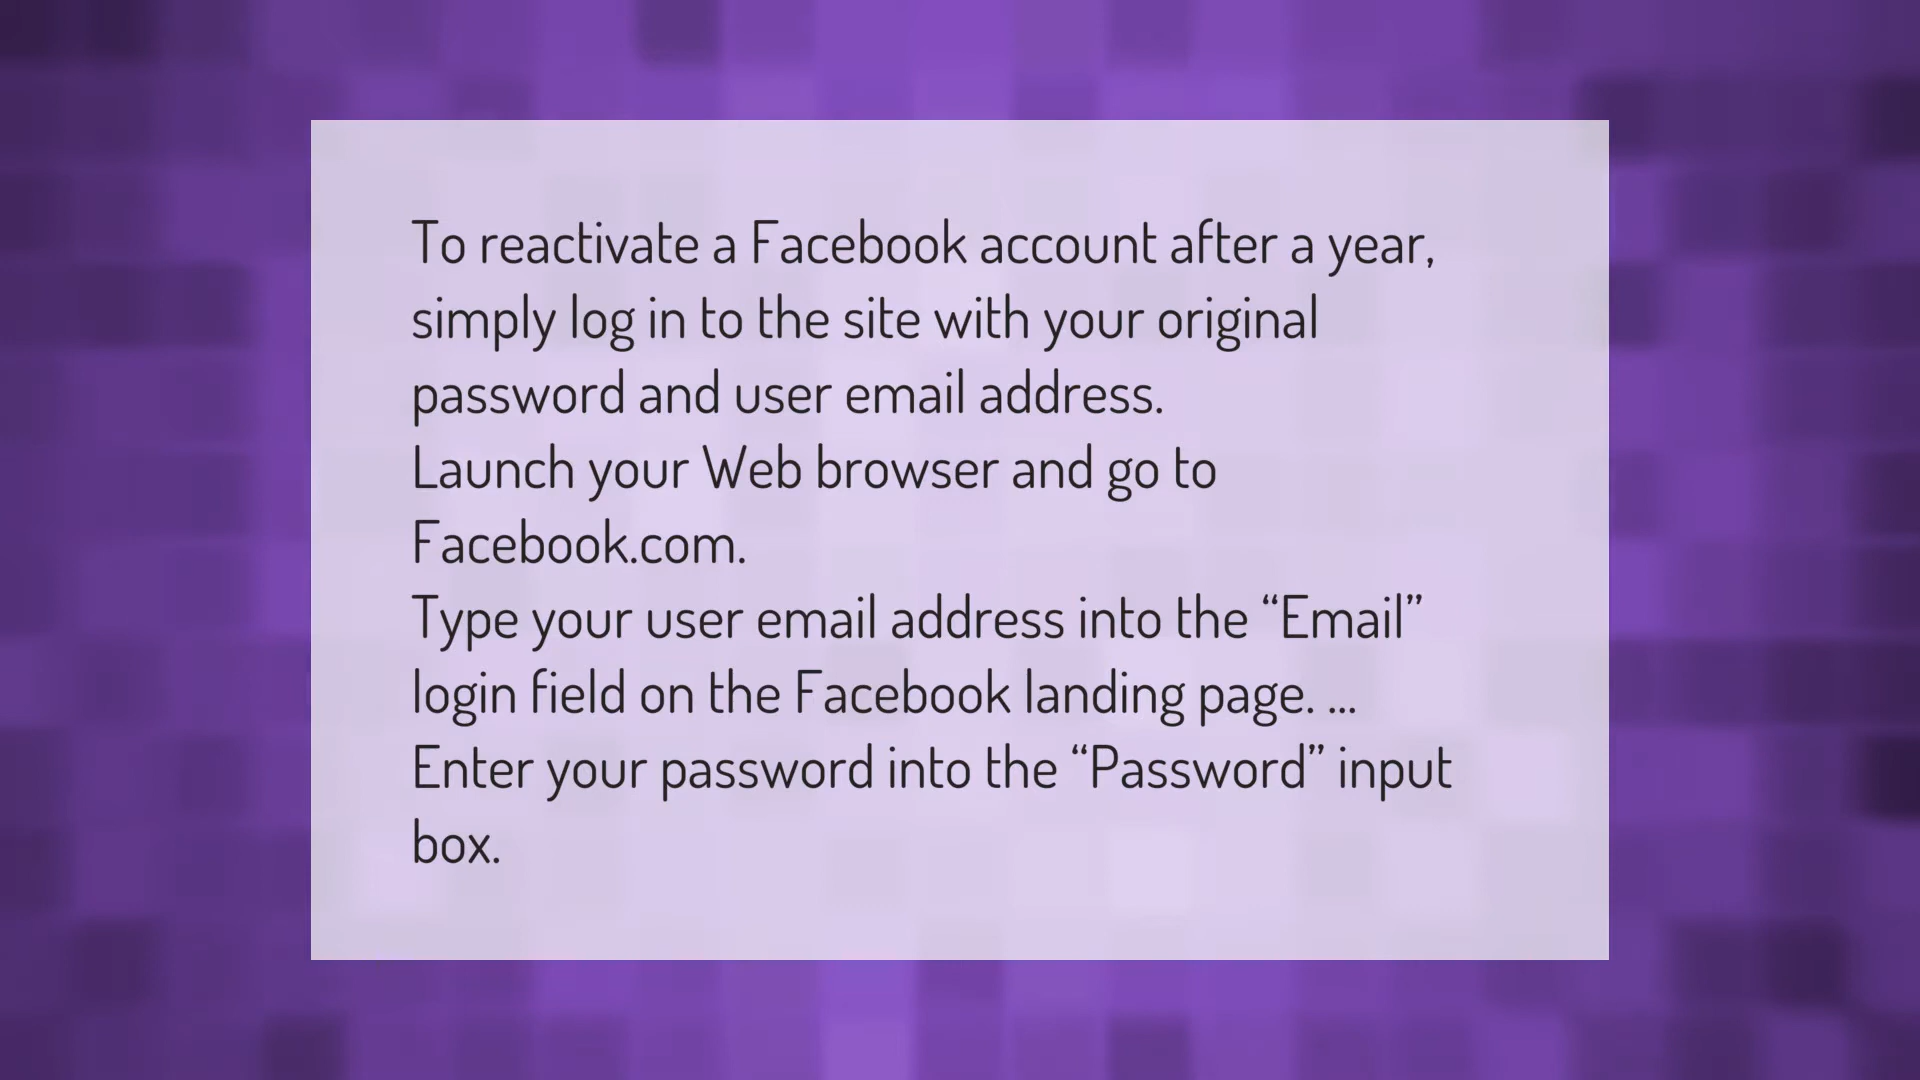 To reactivate a Facebook account after a year,
simply log in to the site with your original
password and user email address.
Launch your Web browser and go to
Facebook.com.
Type your user email address into the “Email”
login field on the Facebook landing page. ...
Enter your password into the “Password” input
box.